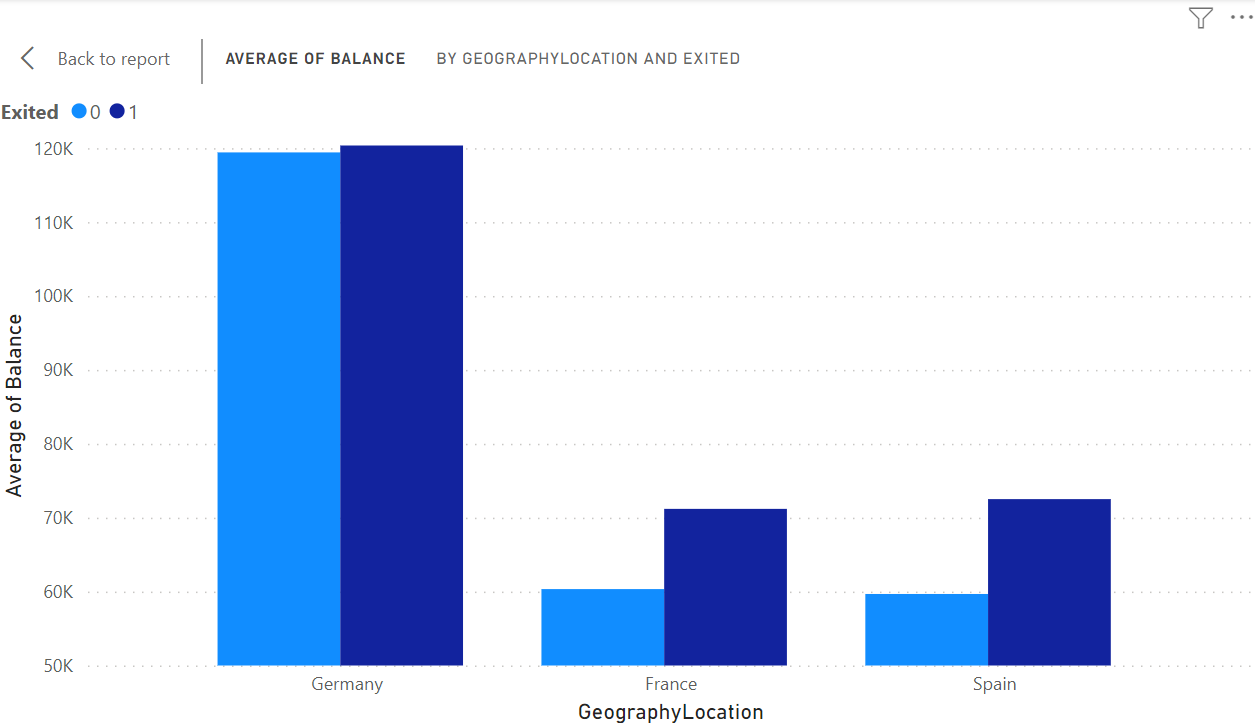 Back to report
AVERAGE OF BALANCE
BY GEOGRAPHYLOCATION AND EXITED
Exited 0 1
120K
110K
100K
90K
80K
70K
60K
50K
Average of Balance
Germany France Spain
GeographyLocation